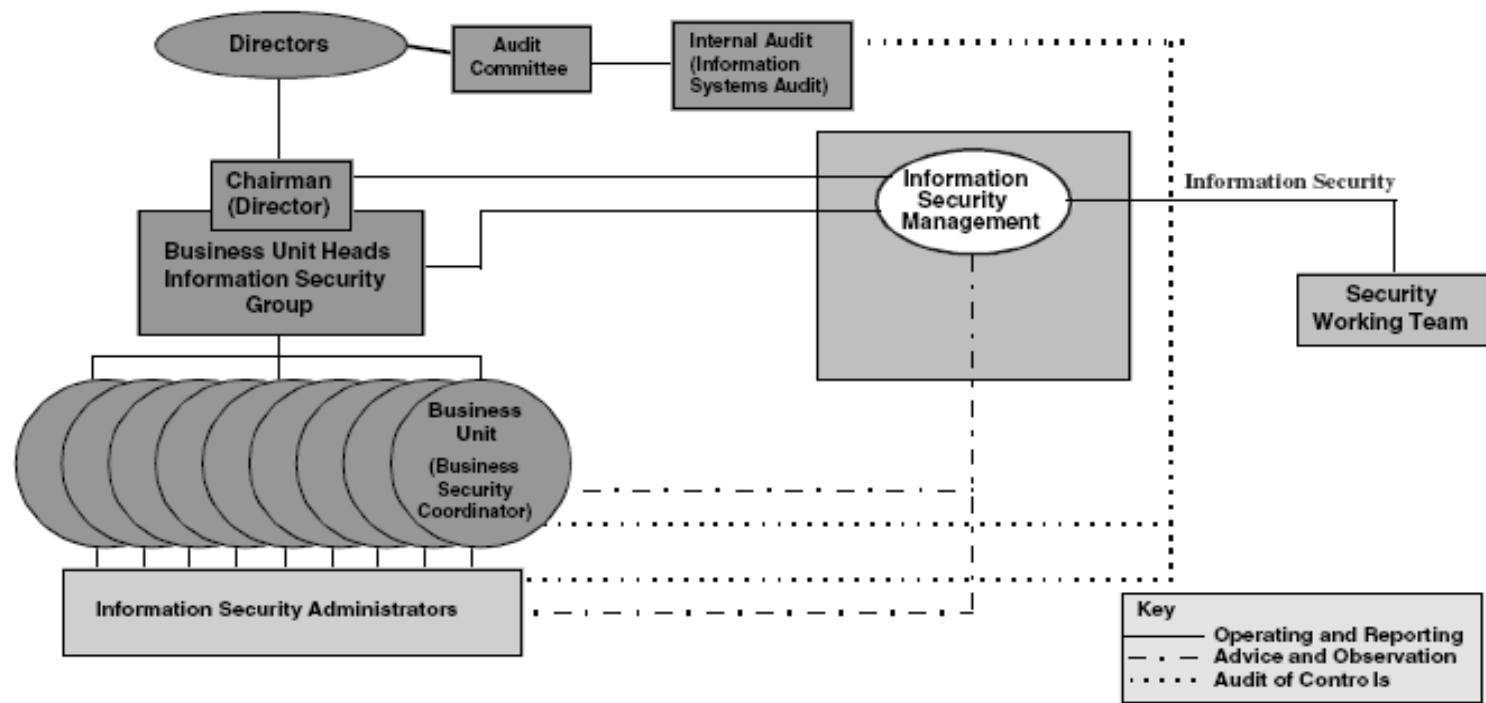 Directors
Audit
Committee
Internal Audit
(Information
Systems Audit)
Chairman
(Director)
Business Unit Heads
Information Security
Group
Information
Security
Management
Information Security
Security
Working Team
Business
Unit
(Business
Security
Coordinator)
Information Security Administrators
Key
Operating and Reporting
Advice and Observation
Audit of Controls